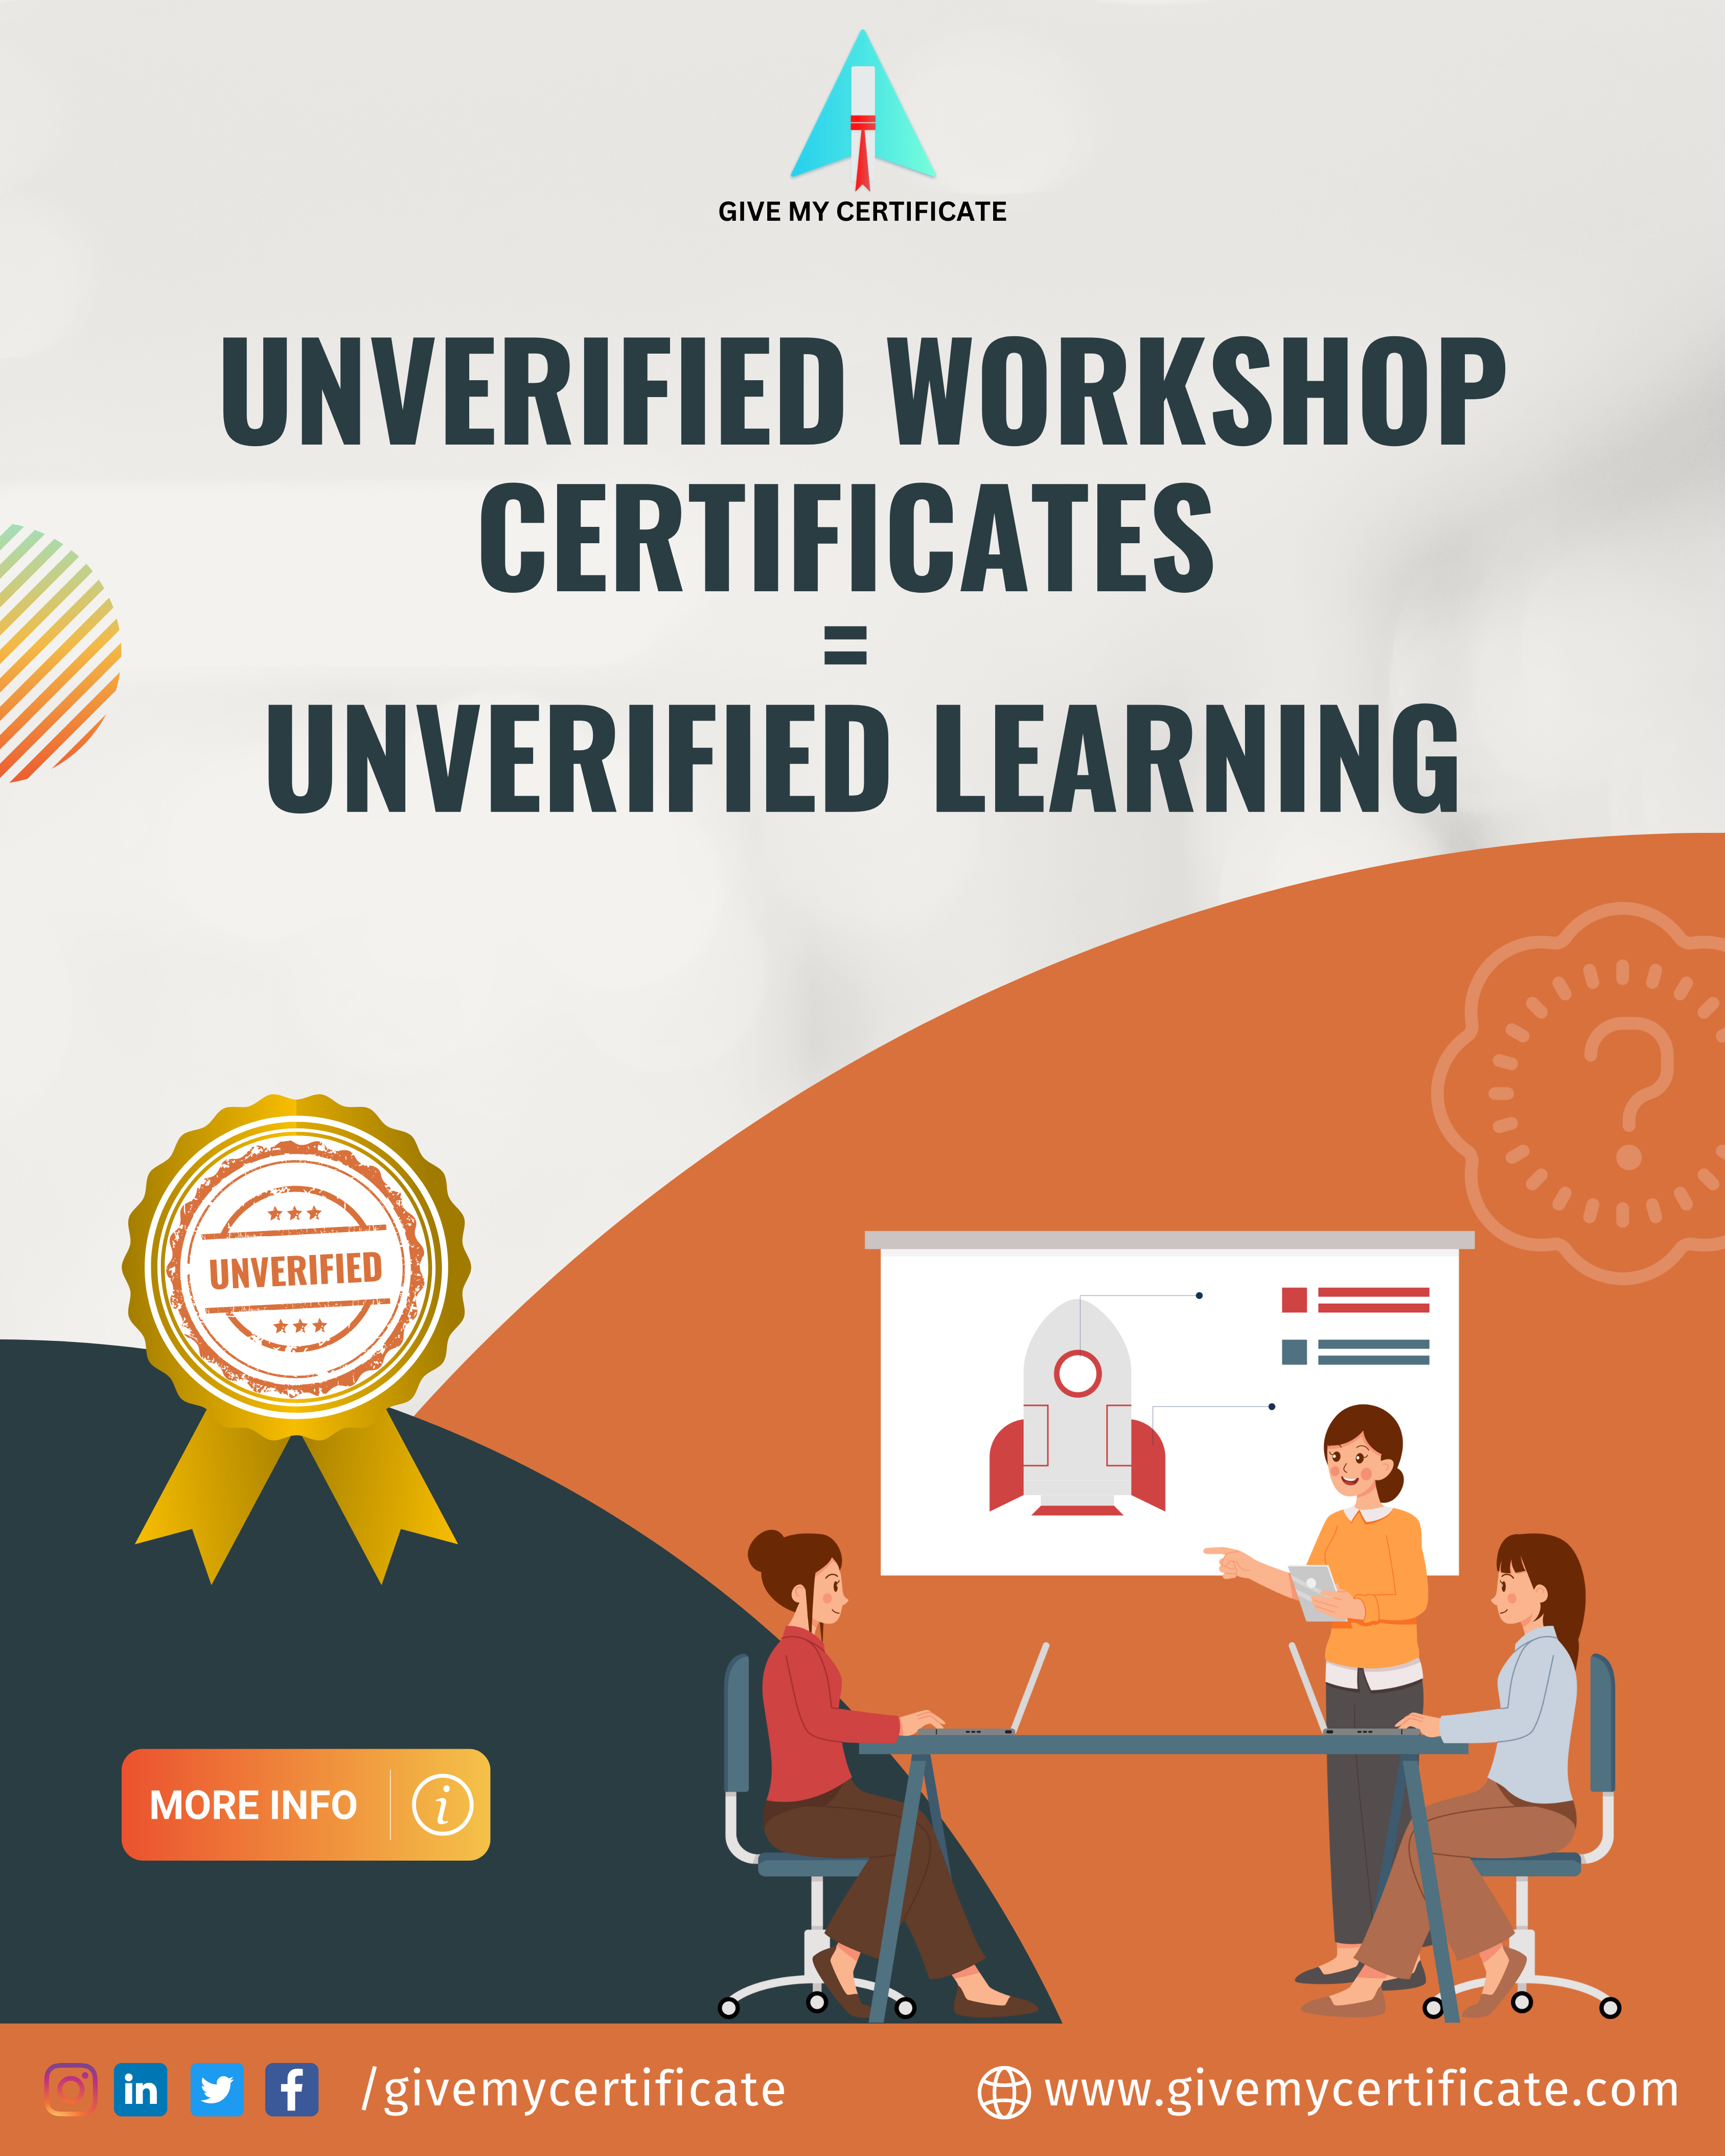 GIVE MY CERTIFICATE
UNVERIFIED WORKSHOP
CERTIFICATES
=
UNVERIFIED LEARNING
UNVERIFIED
MORE INFO
/givemycertificate
www.givemycertificate.com